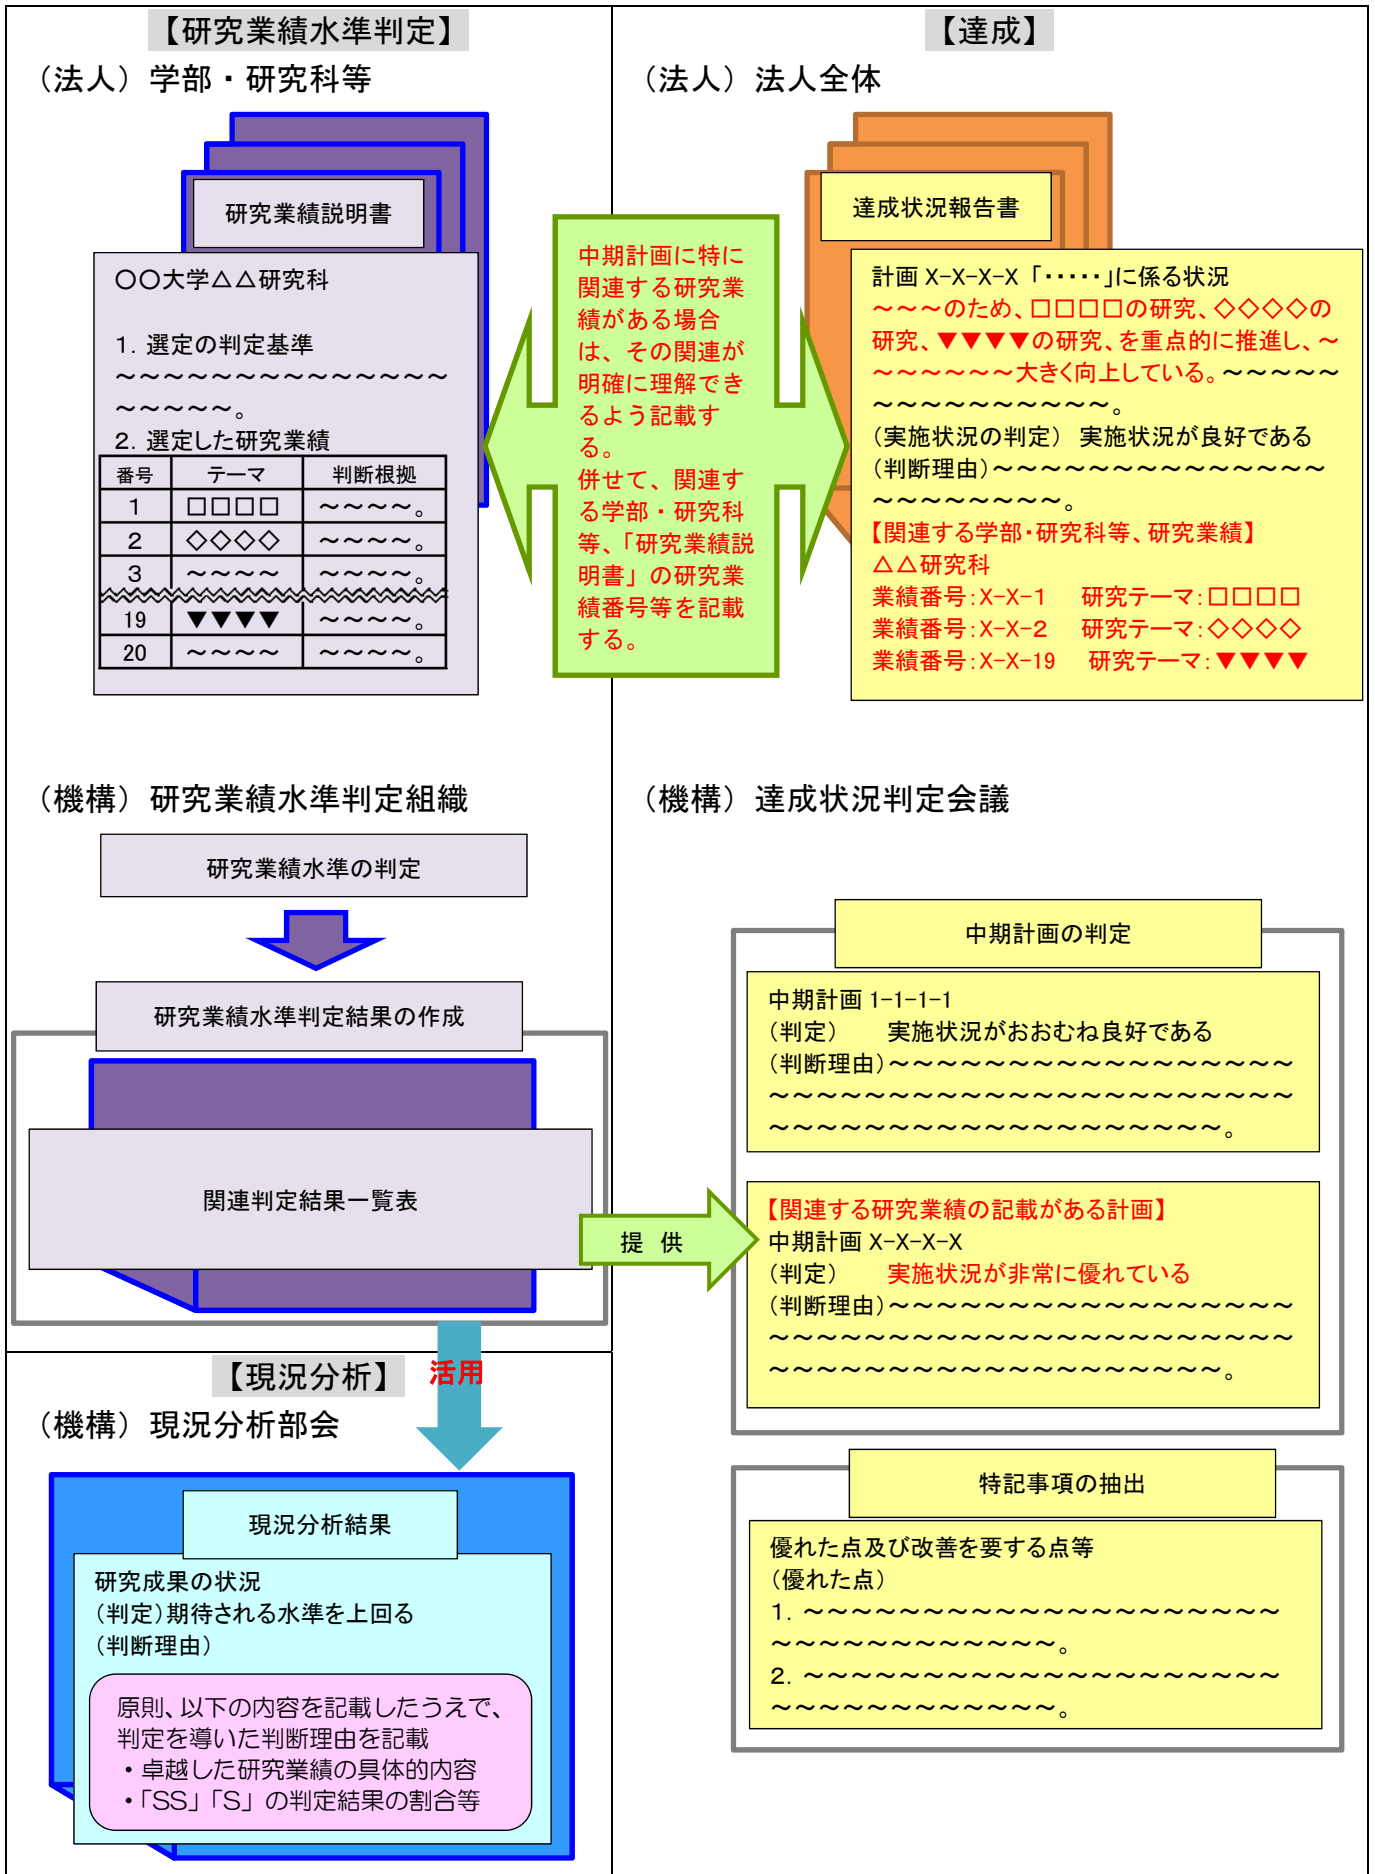 【研究業績水準判定】
（法人）学部・研究科等
研究業績説明書
〇〇大学△△研究科
1．選定の判定基準
～～～～～～～～～～～～～～
～～～～～。
2．選定した研究業績
番号 テーマ 判断根拠
1 □□□□ ～～～～。
2 ◇◇◇◇ ～～～～。
3 ～～～～ ～～～～。
19 ▼▼▼▼ ～～～～。
20 ～～～～ ～～～～。
中期計画に特に
関連する研究業
績がある場合
は、その関連が
明確に理解でき
るよう記載す
る。
併せて、関連す
る学部・研究科
等、「研究業績説
明書」の研究業
績番号等を記載
する。
【達成】
（法人）法人全体
達成状況報告書
計画 X-X-X-X 「・・・・・」に係る状況
～～～のため、□□□□の研究、◇◇◇◇の
研究、▼▼▼▼の研究、を重点的に推進し、～
～～～～～～大きく向上している。～～～～～
～～～～～～～～～～。
（実施状況の判定） 実施状況が良好である
（判断理由）～～～～～～～～～～～～～～
～～～～～～～～。
【関連する学部・研究科等、研究業績】
△△研究科
業績番号：X-X-1 研究テーマ：□□□□
業績番号：X-X-2 研究テーマ：◇◇◇◇
業績番号：X-X-19 研究テーマ：▼▼▼▼
（機構）研究業績水準判定組織
研究業績水準の判定
研究業績水準判定結果の作成
関連判定結果一覧表
提 供
活用
（機構）達成状況判定会議
中期計画の判定
中期計画 1-1-1-1
（判定） 実施状況がおおむね良好である
（判断理由）～～～～～～～～～～～～～～～～～
～～～～～～～～～～～～～～～～～～～～～～
～～～～～～～～～～～～～～～～～～～。
【関連する研究業績の記載がある計画】
中期計画 X-X-X-X
（判定） 実施状況が非常に優れている
（判断理由）～～～～～～～～～～～～～～～～～
～～～～～～～～～～～～～～～～～～～～～～
～～～～～～～～～～～～～～～～～～～。
【現況分析】
（機構）現況分析部会
現況分析結果
研究成果の状況
（判定）期待される水準を上回る
（判断理由）
原則、以下の内容を記載したうえで、
判定を導いた判断理由を記載
・卓越した研究業績の具体的内容
・「SS」「S」の判定結果の割合等
特記事項の抽出
優れた点及び改善を要する点等
（優れた点）
1．～～～～～～～～～～～～～～～～～～～～
～～～～～～～～～～～～。
2．～～～～～～～～～～～～～～～～～～～～
～～～～～～～～～～～～。